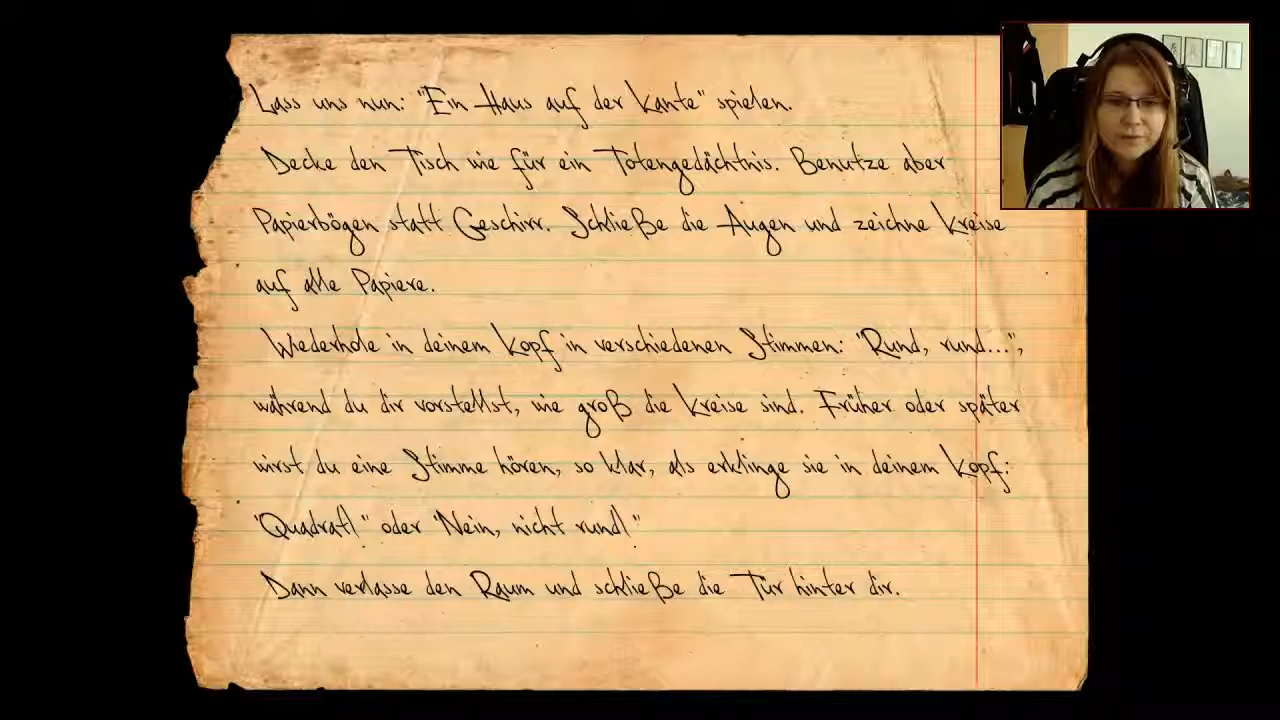 Lass uns nun: "Ein Haus auf der Kante" spielen.
Decke den Tisch wie für ein Totengedächtnis. Benutze aber
Papierbögen statt Geschirr. Schließe die Augen und zeichne Kreise
auf alle Papiere.
Wiederhole in deinem Kopf in verschiedenen Stimmen: "Rund, rund...",
während du dir vorstellst, wie groß die Kreise sind. Früher oder später
wirst du eine Stimme hören, so klar, als erklinge sie in deinem Kopf:
"Quadrat!" oder "Nein, nicht rund!"
Dann verlasse den Raum und schließe die Tür hinter dir.